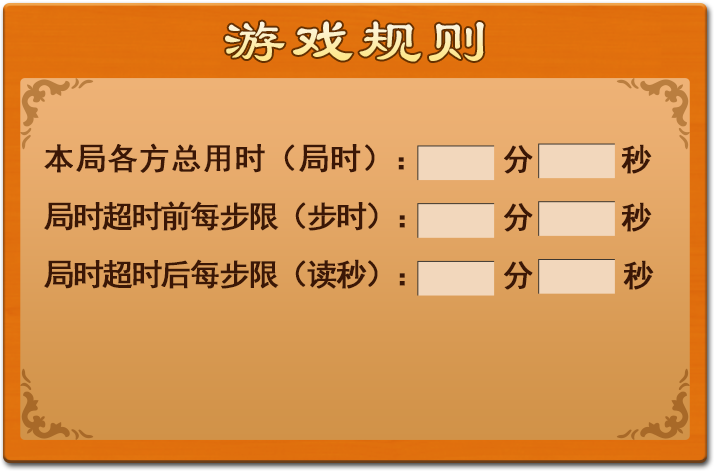 游戏规则
本局各方总用时（局时）: 分 秒
局时超时前每步限（步时）: 分 秒
局时超时后每步限（读秒）: 分 秒